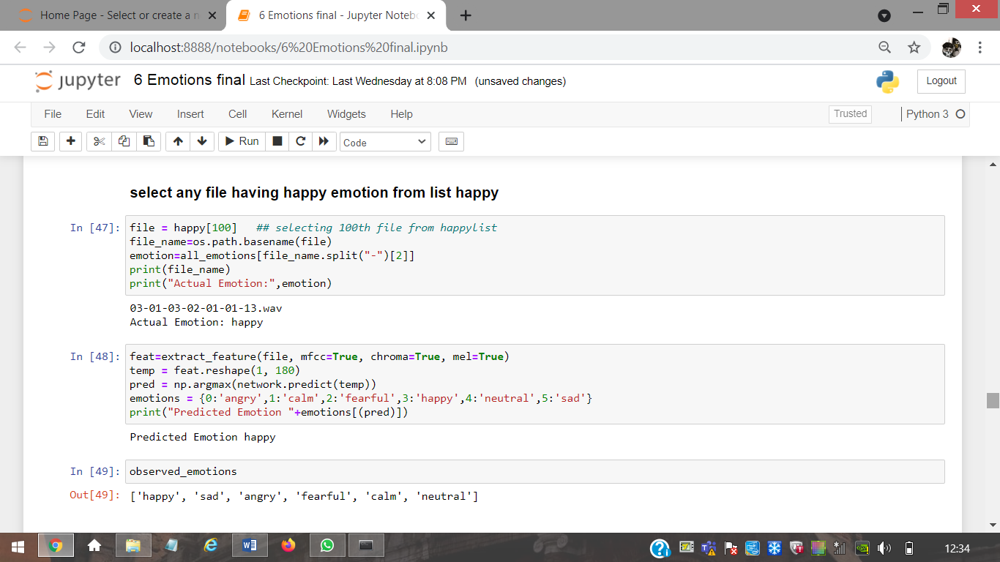 Home Page - Select or create a n
6 Emotions final - Jupyter Notebo
localhost:8888/notebooks/6%20Emotions%20final.ipynb
jupyter 6 Emotions final Last Checkpoint: Last Wednesday at 8:08 PM (unsaved changes)
Logout
File Edit View Insert Cell Kernel Widgets Help
Trusted
Python 3
Run
Code
select any file having happy emotion from list happy
In [47]: file = happy[100]   ## selecting 100th file from happylist
file_name=os.path.basename(file)
emotion=all_emotions[file_name.split("-")[2]]
print(file_name)
print("Actual Emotion:",emotion)
03-01-03-02-01-01-13.wav
Actual Emotion: happy
In [48]: feat=extract_feature(file, mfcc=True, chroma=True, mel=True)
temp = feat.reshape(1, 180)
pred = np.argmax(network.predict(temp))
emotions = {0:'angry',1:'calm',2:'fearful',3:'happy',4:'neutral',5:'sad'}
print("Predicted Emotion "+emotions[(pred)])
Predicted Emotion happy
In [49]: observed_emotions
Out[49]: ['happy', 'sad', 'angry', 'fearful', 'calm', 'neutral']
12:34